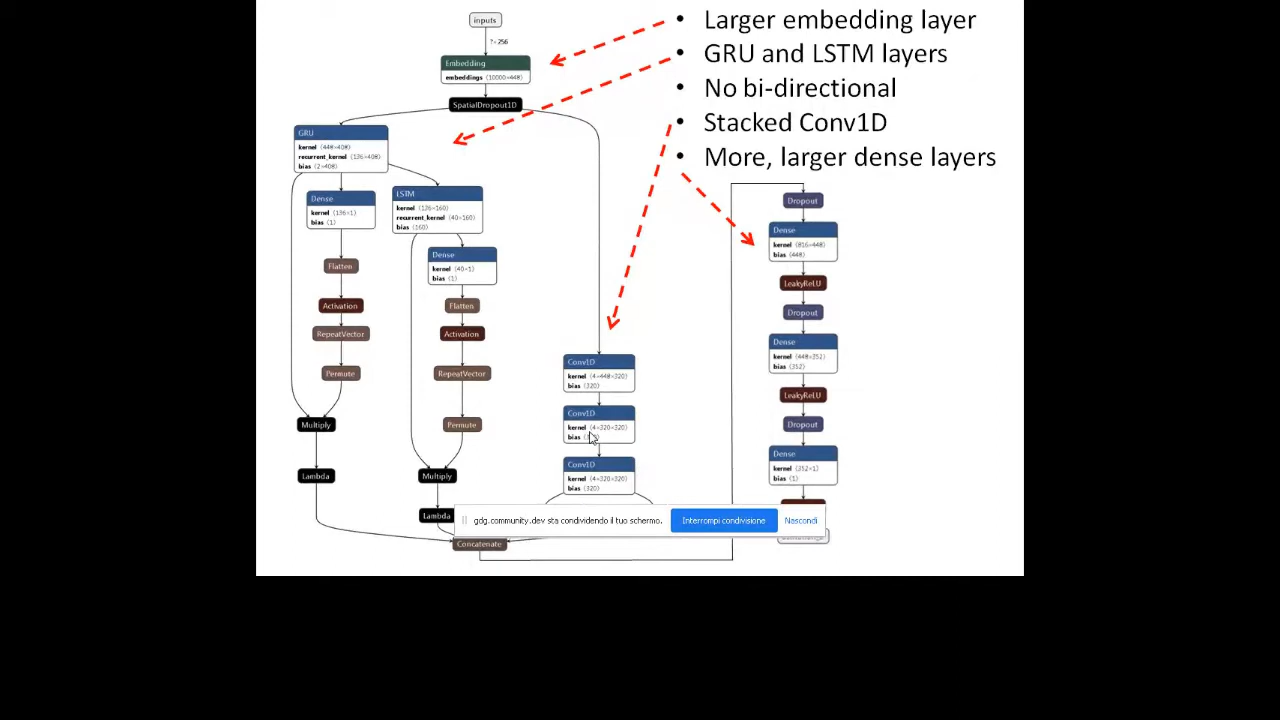 inputs
?×256
Embedding
embeddings ⟨10000×448⟩
SpatialDropout1D
• Larger embedding layer
• GRU and LSTM layers
• No bi-directional
• Stacked Conv1D
• More, larger dense layers
GRU
kernel ⟨448×408⟩
recurrent_kernel ⟨136×408⟩
bias ⟨2×408⟩
Dense
kernel ⟨136×1⟩
bias ⟨1⟩
Flatten
Activation
RepeatVector
Permute
Multiply
Lambda
LSTM
kernel ⟨136×160⟩
recurrent_kernel ⟨40×160⟩
bias ⟨160⟩
Dense
kernel ⟨40×1⟩
bias ⟨1⟩
Flatten
Activation
RepeatVector
Permute
Multiply
Lambda
Conv1D
kernel ⟨4×448×320⟩
bias ⟨320⟩
Conv1D
kernel ⟨4×320×320⟩
bias
Conv1D
kernel ⟨4×320×320⟩
bias ⟨320⟩
Concatenate
Dropout
Dense
kernel ⟨816×448⟩
bias ⟨448⟩
LeakyReLU
Dropout
Dense
kernel ⟨448×352⟩
bias ⟨352⟩
LeakyReLU
Dropout
Dense
kernel ⟨352×1⟩
bias ⟨1⟩
gdg.community.dev sta condividendo il tuo schermo.
Interrompi condivisione
Nascondi